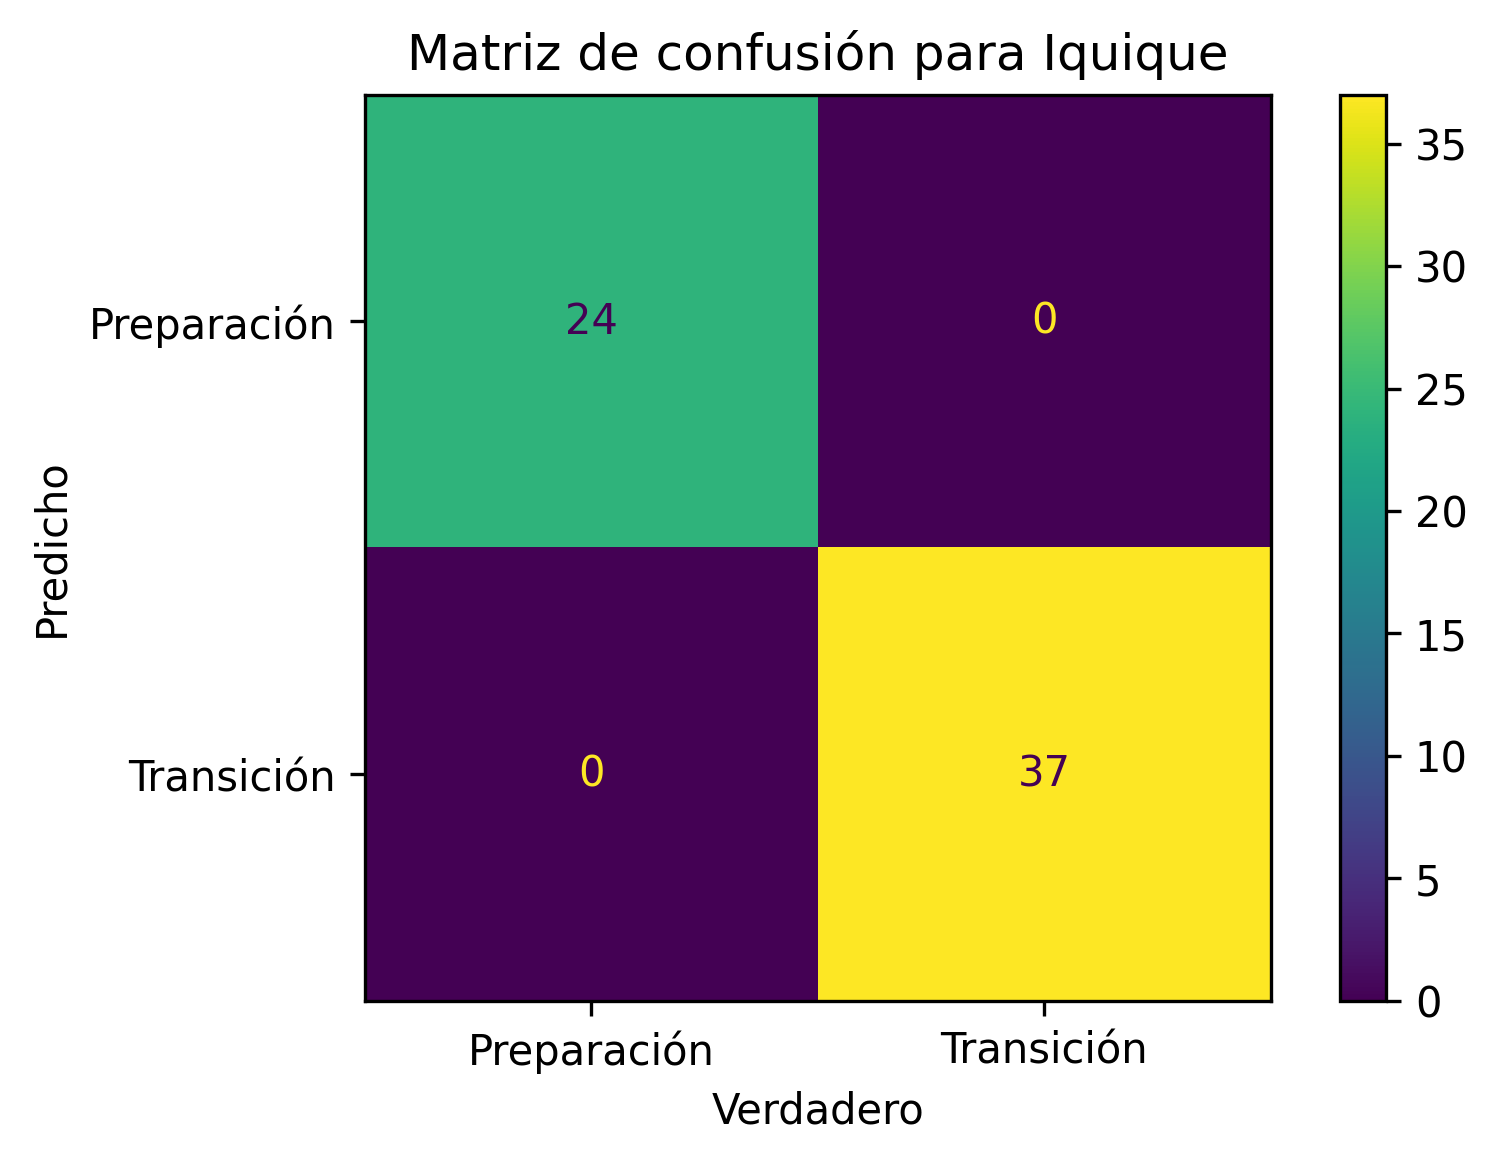 Matriz de confusión para Iquique
Predicho
Preparación
24
0
Transición
0
37
Preparación
Transición
Verdadero
35
30
25
20
15
10
5
0